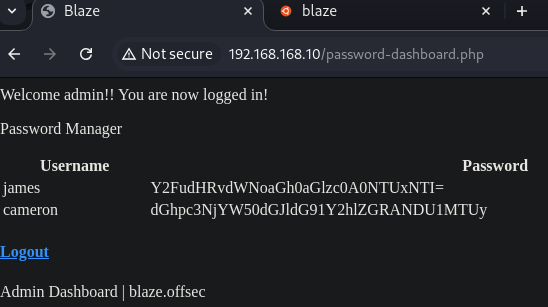 Blaze
blaze
Not secure 192.168.168.10/password-dashboard.php
Welcome admin!! You are now logged in!
Password Manager
Username Password
james Y2FudHRvdWNoaGh0aGlzc0A0NTUxNTI=
cameron dGhpc3NjYW50dGJldG91Y2hlZGRANDU1MTUy
Logout
Admin Dashboard | blaze.offsec